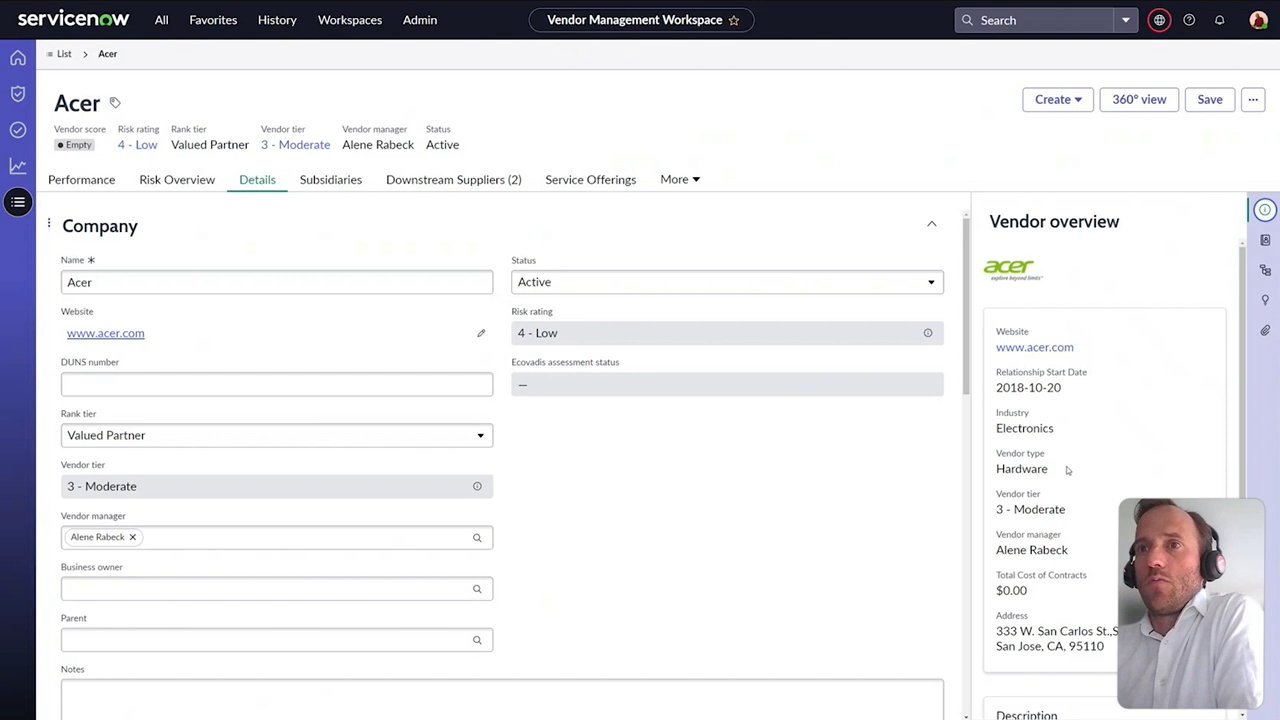 servicenow
All
Favorites
History
Workspaces
Admin
Vendor Management Workspace
Search
List
Acer
Acer
Create
360° view
Save
Vendor score
Risk rating
Rank tier
Vendor tier
Vendor manager
Status
Empty
4 - Low
Valued Partner
3 - Moderate
Alene Rabeck
Active
Performance
Risk Overview
Details
Subsidiaries
Downstream Suppliers (2)
Service Offerings
More
Company
Name
Acer
Website
www.acer.com
DUNS number
Rank tier
Valued Partner
Vendor tier
3 - Moderate
Vendor manager
Alene Rabeck
Business owner
Parent
Notes
Status
Active
Risk rating
4 - Low
Ecovadis assessment status
—
Vendor overview
acer
explore beyond limits
Website
www.acer.com
Relationship Start Date
2018-10-20
Industry
Electronics
Vendor type
Hardware
Vendor tier
3 - Moderate
Vendor manager
Alene Rabeck
Total Cost of Contracts
$0.00
Address
333 W. San Carlos St.,S
San Jose, CA, 95110
Description